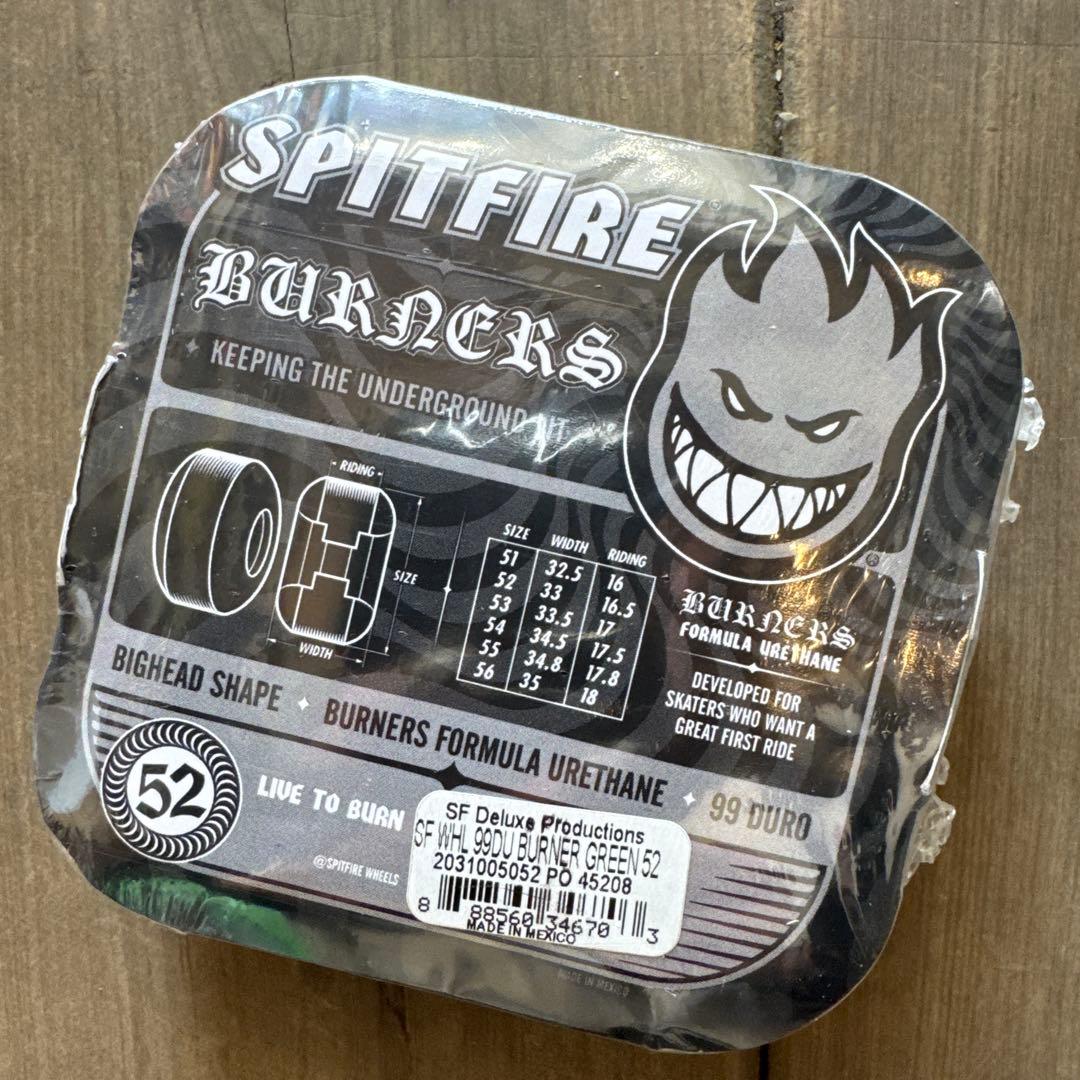 SPITFIRE®
BURNERS
KEEPING THE UNDERGROUND LIT
RIDING
SIZE
WIDTH
SIZE WIDTH RIDING
51 32.5 16
52 33 16.5
53 33.5 17
54 34.5 17.5
55 34.8 17.8
56 35 18
®
BURNERS
FORMULA URETHANE
DEVELOPED FOR
SKATERS WHO WANT A
GREAT FIRST RIDE
BIGHEAD SHAPE BURNERS FORMULA URETHANE 99 DURO
52
LIVE TO BURN
@SPITFIRE WHEELS
SF Deluxe Productions
SF WHL 99DU BURNER GREEN 52
2031005052 PO 45208
8 88560 34670 3
MADE IN MEXICO
MADE IN MEXICO